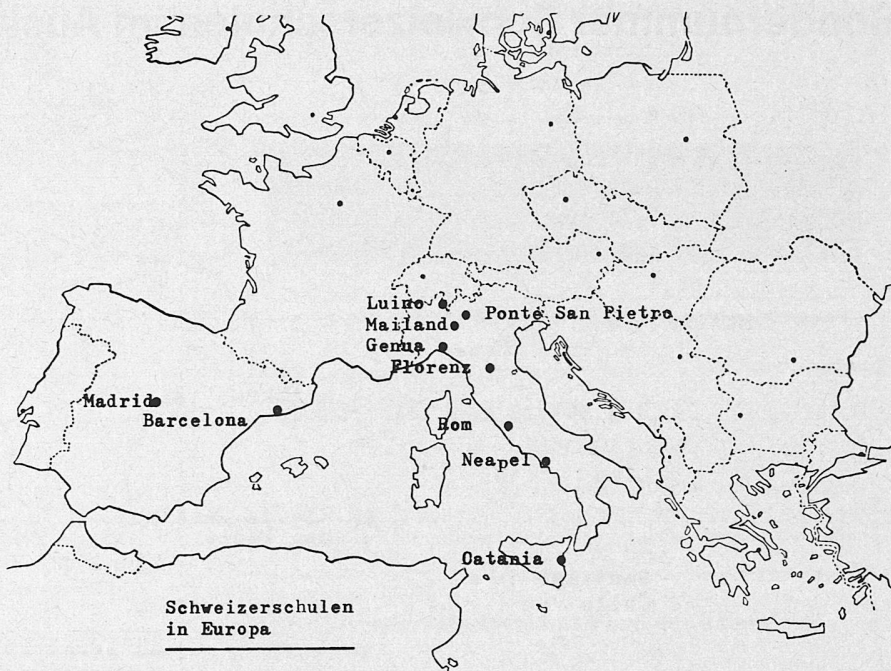 Luino
Ponte San Pietro
Mailand
Genua
Florenz
Madrid
Barcelona
Rom
Neapel
Catania
Schweizerschulen
in Europa